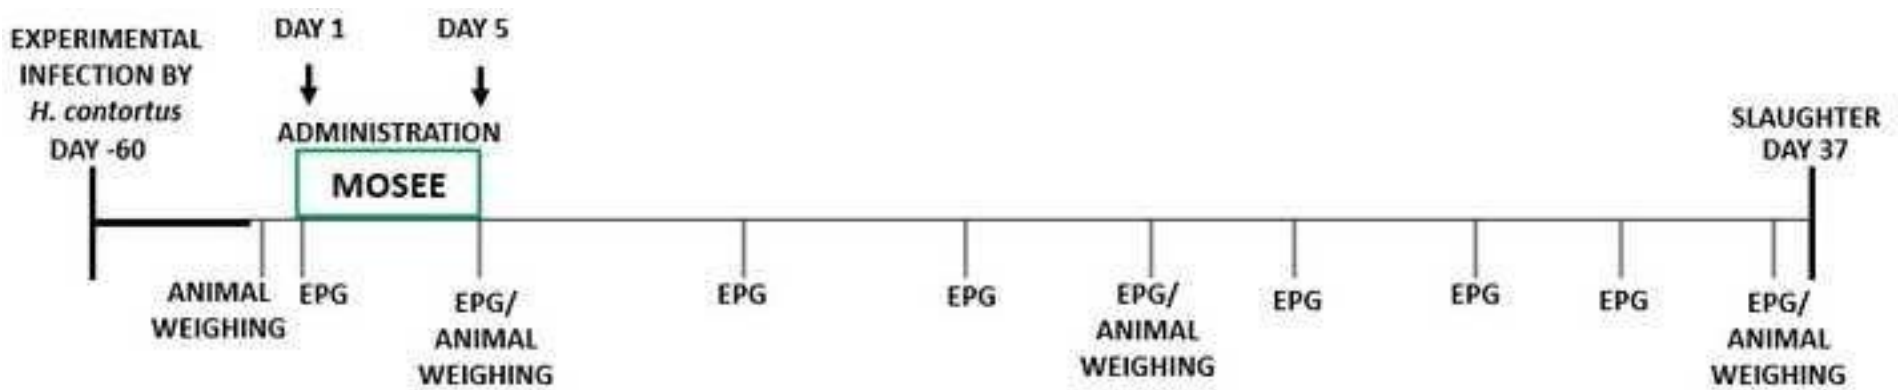 EXPERIMENTAL
INFECTION BY
H. contortus
DAY -60
DAY 1
DAY 5
ADMINISTRATION
MOSEE
SLAUGHTER
DAY 37
ANIMAL
WEIGHING
EPG
EPG/
ANIMAL
WEIGHING
EPG
EPG
EPG/
ANIMAL
WEIGHING
EPG
EPG
EPG
EPG/
ANIMAL
WEIGHING